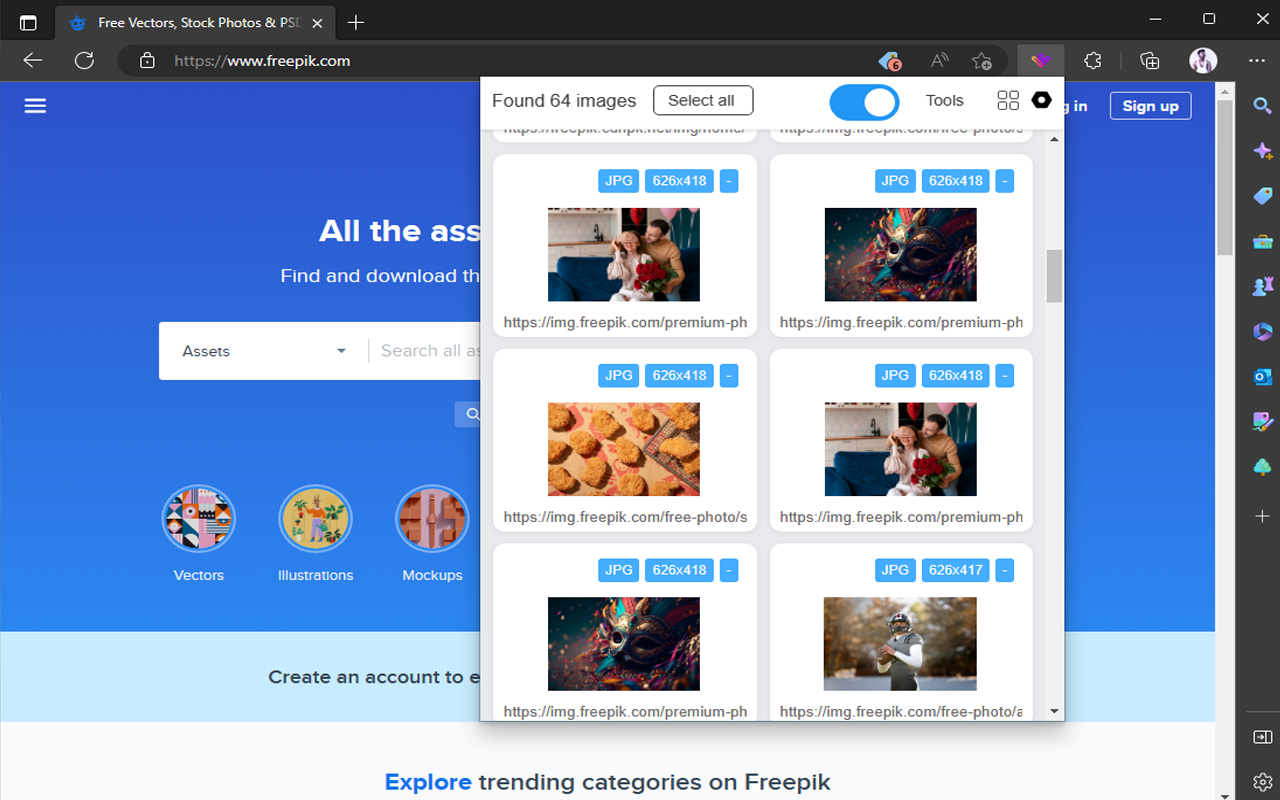 Free Vectors, Stock Photos & PSD
https://www.freepik.com
6
Found 64 images
Select all
Tools
g in
Sign up
https://freepik.cdnpk.net/img/home/
https://img.freepik.com/free-photo/s
JPG 626x418 -
JPG 626x418 -
https://img.freepik.com/premium-ph
https://img.freepik.com/premium-ph
All the ass
Find and download th
Assets
Search all as
JPG 626x418 -
JPG 626x418 -
https://img.freepik.com/free-photo/s
https://img.freepik.com/premium-ph
JPG 626x418 -
JPG 626x417 -
https://img.freepik.com/premium-ph
https://img.freepik.com/free-photo/a
Vectors
Illustrations
Mockups
Create an account to e
Explore trending categories on Freepik